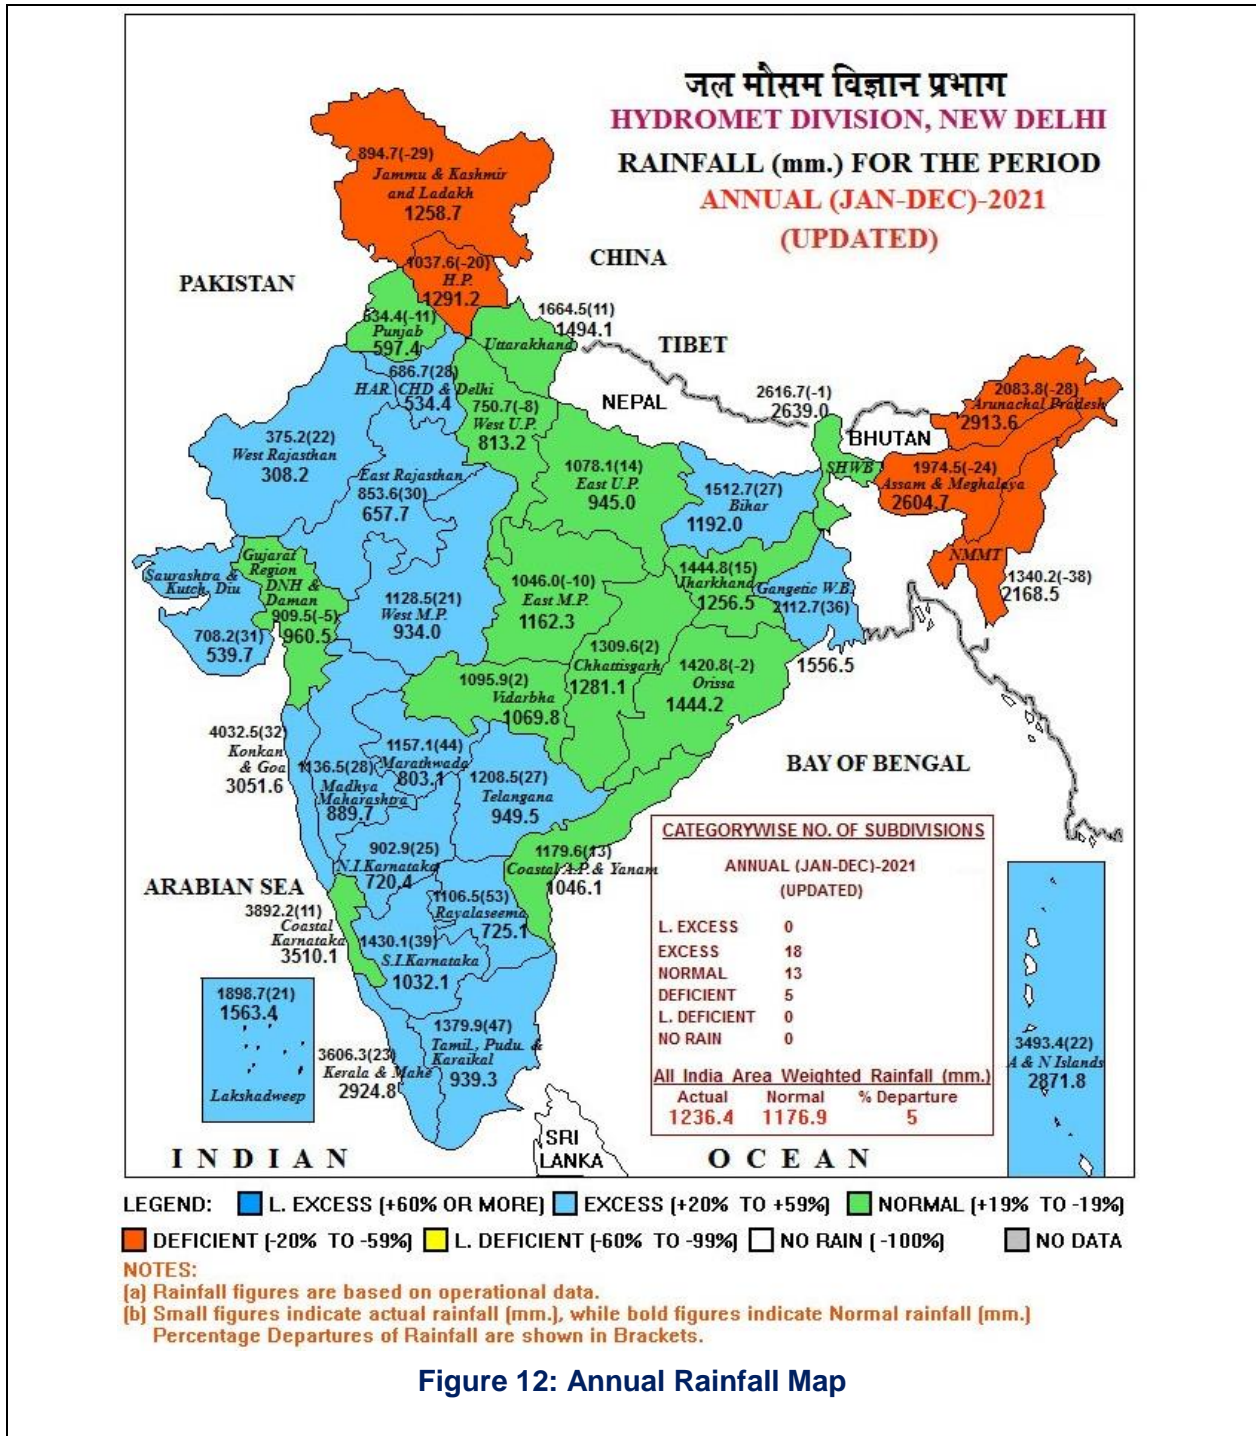 जल मौसम विज्ञान प्रभाग
HYDROMET DIVISION, NEW DELHI
RAINFALL (mm.) FOR THE PERIOD
ANNUAL (JAN-DEC)-2021
(UPDATED)
894.7(-29)
Jammu & Kashmir
and Ladakh
1258.7
CHINA
PAKISTAN
1037.6(-20)
H.P.
1291.2
534.4(-11)
Punjab
597.4
1664.5(11)
1494.1
Uttarakhand
TIBET
686.7(28)
HAR. CHD & Delhi
534.4
NEPAL
2616.7(-1)
2639.0
SHWB
BHUTAN
2083.8(-28)
Arunachal Pradesh
2913.6
750.7(-8)
West U.P.
813.2
375.2(22)
West Rajasthan
308.2
East Rajasthan
853.6(30)
657.7
1078.1(14)
East U.P.
945.0
1512.7(27)
Bihar
1192.0
1974.5(-24)
Assam & Meghalaya
2604.7
NMMT
1340.2(-38)
2168.5
Gujarat
Region
DNH &
Daman
909.5(-5)
960.5
Saurashtra &
Kutch, Diu
708.2(31)
539.7
1128.5(21)
West M.P.
934.0
1046.0(-10)
East M.P.
1162.3
1444.8(15)
Jharkhand
1256.5
Gangetic W.B.
2112.7(36)
1556.5
1309.6(2)
Chhattisgarh
1281.1
1420.8(-2)
Orissa
1444.2
1095.9(2)
Vidarbha
1069.8
4032.5(32)
Konkan
& Goa
3051.6
1136.5(28)
Madhya
Maharashtra
889.7
1157.1(44)
Marathwada
803.1
1208.5(27)
Telangana
949.5
BAY OF BENGAL
902.9(25)
N.I.Karnataka
720.4
1179.6(13)
Coastal A.P.& Yanam
1046.1
ARABIAN SEA
3892.2(11)
Coastal
Karnataka
3510.1
1106.5(53)
Rayalaseema
725.1
1430.1(39)
S.I.Karnataka
1032.1
1898.7(21)
1563.4
Lakshadweep
3606.3(23)
Kerala & Mahe
2924.8
1379.9(47)
Tamil., Pudu. &
Karaikal
939.3
CATEGORYWISE NO. OF SUBDIVISIONS
ANNUAL (JAN-DEC)-2021
(UPDATED)
L. EXCESS 0
EXCESS 18
NORMAL 13
DEFICIENT 5
L. DEFICIENT 0
NO RAIN 0
All India Area Weighted Rainfall (mm.)
Actual Normal % Departure
1236.4 1176.9 5
3493.4(22)
A & N Islands
2871.8
SRI
LANKA
INDIAN OCEAN
LEGEND: L. EXCESS (+60% OR MORE) EXCESS (+20% TO +59%) NORMAL (+19% TO -19%)
DEFICIENT (-20% TO -59%) L. DEFICIENT (-60% TO -99%) NO RAIN ( -100%) NO DATA
NOTES:
(a) Rainfall figures are based on operational data.
(b) Small figures indicate actual rainfall (mm.), while bold figures indicate Normal rainfall (mm.)
Percentage Departures of Rainfall are shown in Brackets.
Figure 12: Annual Rainfall Map